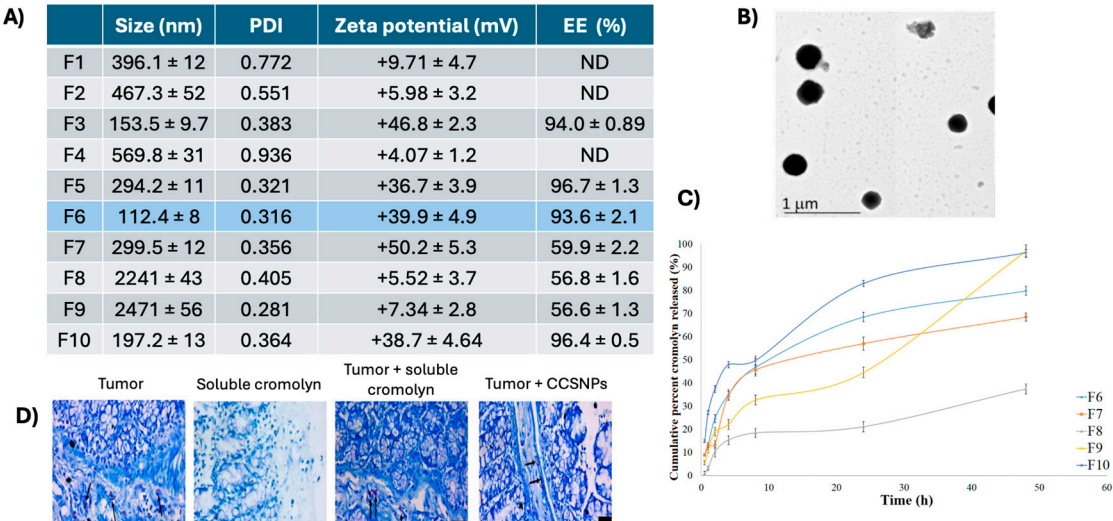 A)
Size (nm) PDI Zeta potential (mV) EE (%)
F1 396.1 ± 12 0.772 +9.71 ± 4.7 ND
F2 467.3 ± 52 0.551 +5.98 ± 3.2 ND
F3 153.5 ± 9.7 0.383 +46.8 ± 2.3 94.0 ± 0.89
F4 569.8 ± 31 0.936 +4.07 ± 1.2 ND
F5 294.2 ± 11 0.321 +36.7 ± 3.9 96.7 ± 1.3
F6 112.4 ± 8 0.316 +39.9 ± 4.9 93.6 ± 2.1
F7 299.5 ± 12 0.356 +50.2 ± 5.3 59.9 ± 2.2
F8 2241 ± 43 0.405 +5.52 ± 3.7 56.8 ± 1.6
F9 2471 ± 56 0.281 +7.34 ± 2.8 56.6 ± 1.3
F10 197.2 ± 13 0.364 +38.7 ± 4.64 96.4 ± 0.5
B)
1 µm
C)
Cumulative percent cromolyn released (%)
100
90
80
70
60
50
40
30
20
10
0
0 10 20 30 40 50 60
Time (h)
F6
F7
F8
F9
F10
D)
Tumor
Soluble cromolyn
Tumor + soluble
cromolyn
Tumor + CCSNPs